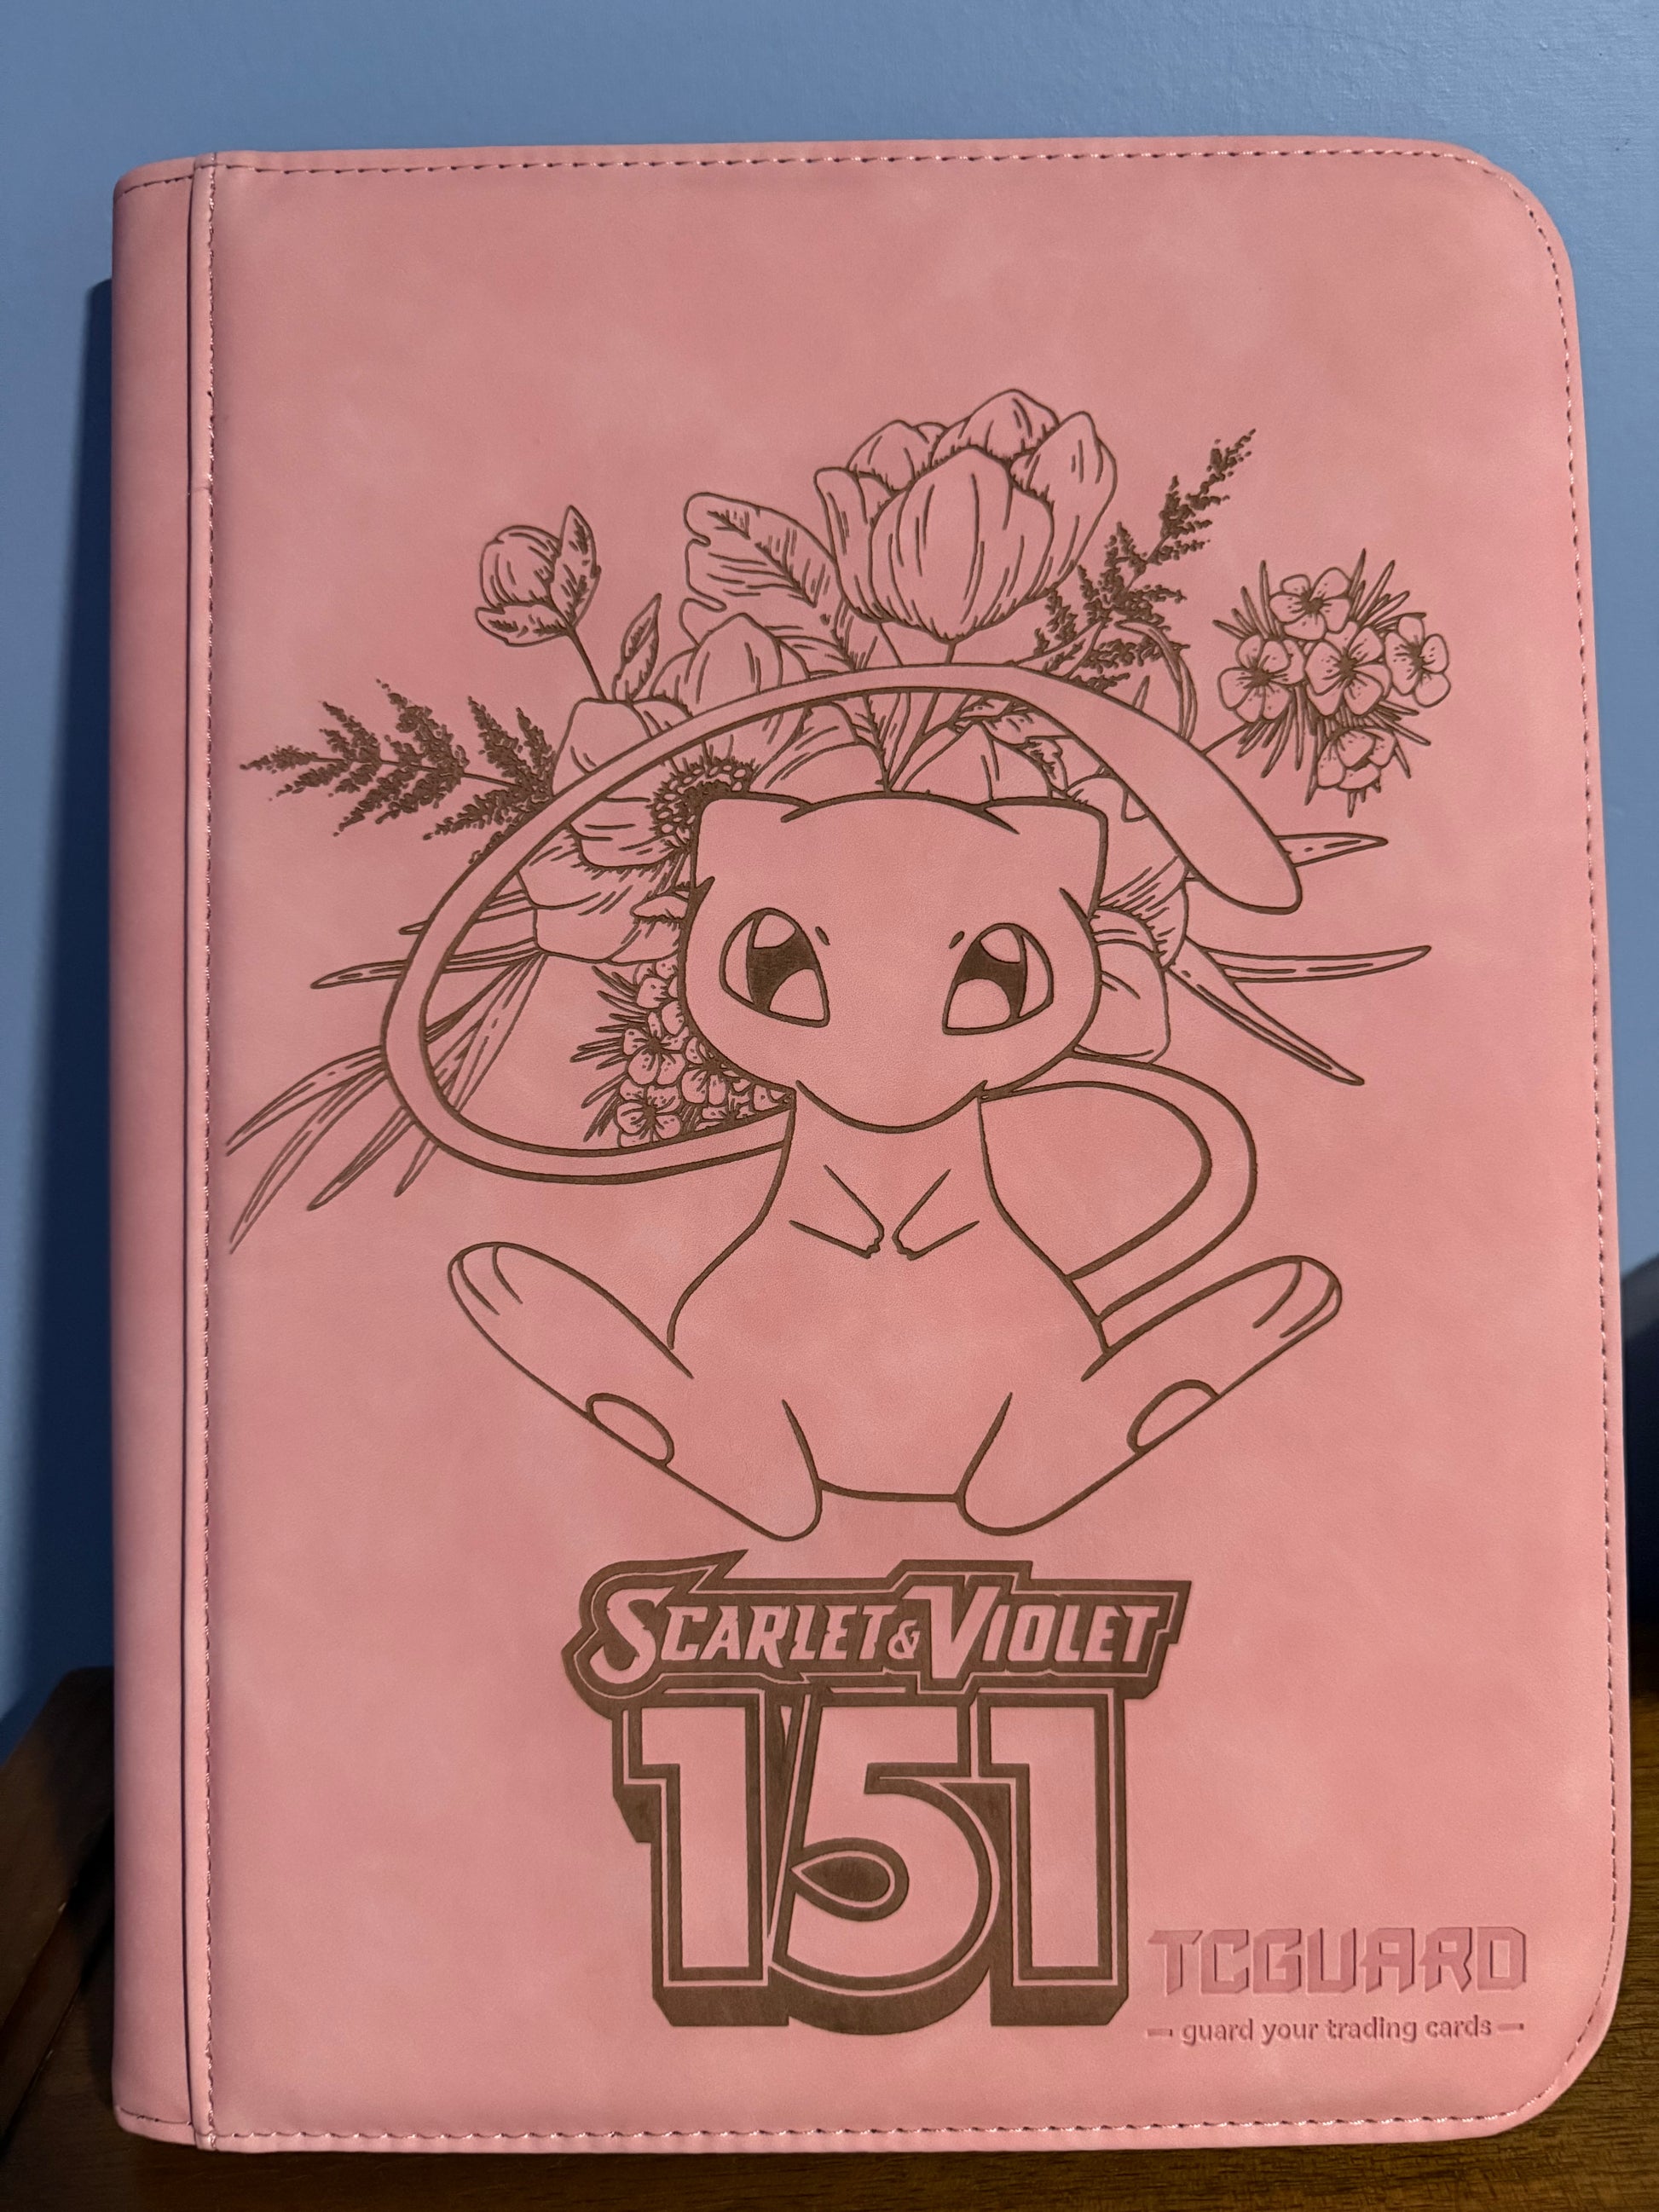 SCARLET & VIOLET
151
TCGUARD
- guard your trading cards -